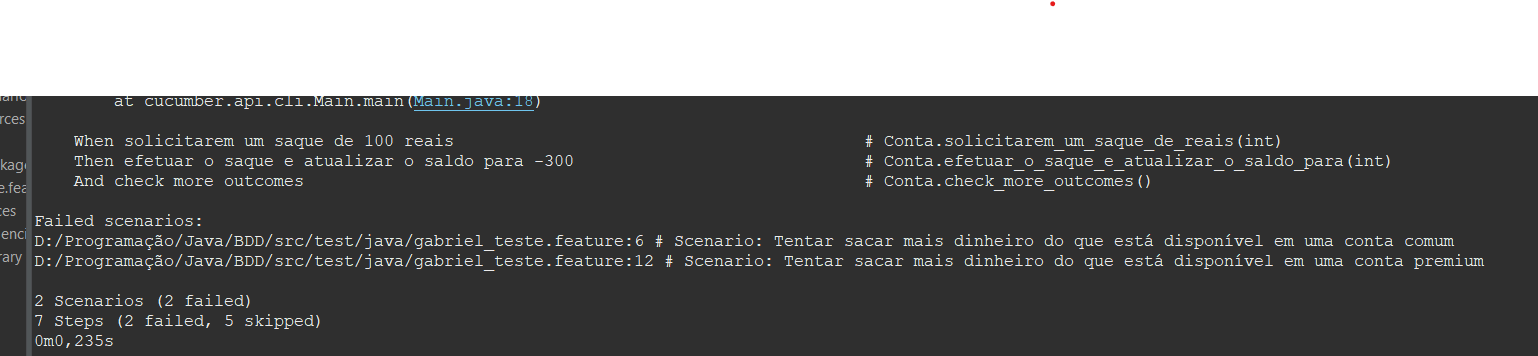 at cucumber.api.cli.Main.main(Main.java:18)
rces
When solicitarem um saque de 100 reais # Conta.solicitarem_um_saque_de_reais(int)
kage
Then efetuar o saque e atualizar o saldo para -300 # Conta.efetuar_o_saque_e_atualizar_o_saldo_para(int)
e.fea
And check more outcomes # Conta.check_more_outcomes()
ces
Failed scenarios:
enci
D:/Programação/Java/BDD/src/test/java/gabriel_teste.feature:6 # Scenario: Tentar sacar mais dinheiro do que está disponível em uma conta comum
rary
D:/Programação/Java/BDD/src/test/java/gabriel_teste.feature:12 # Scenario: Tentar sacar mais dinheiro do que está disponível em uma conta premium
2 Scenarios (2 failed)
7 Steps (2 failed, 5 skipped)
0m0,235s